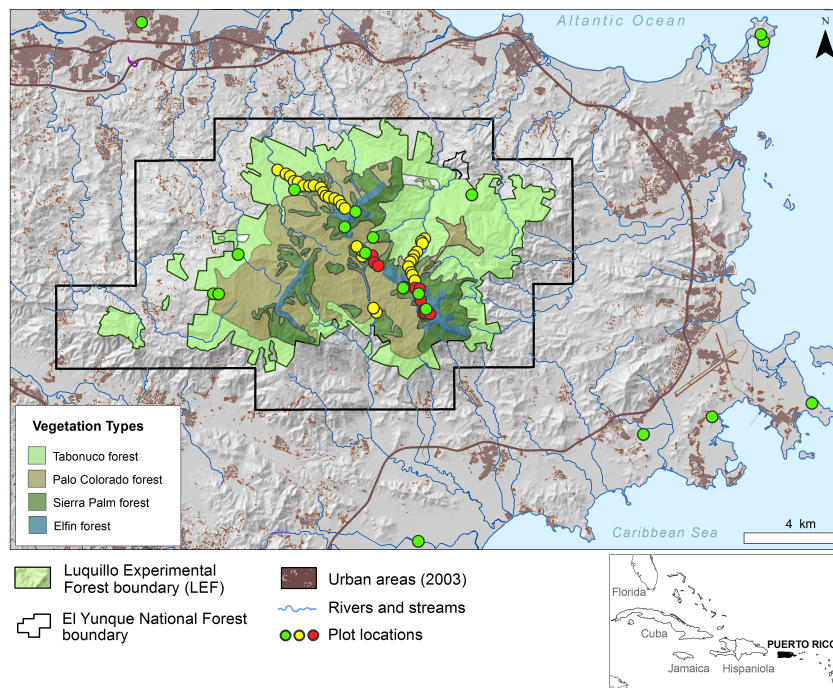 Altantic Ocean
N
Vegetation Types
Tabonuco forest
Palo Colorado forest
Sierra Palm forest
Elfin forest
Caribbean Sea
4 km
Luquillo Experimental
Forest boundary (LEF)
El Yunque National Forest
boundary
Urban areas (2003)
Rivers and streams
Plot locations
Florida
Cuba
PUERTO RICO
Jamaica
Hispaniola